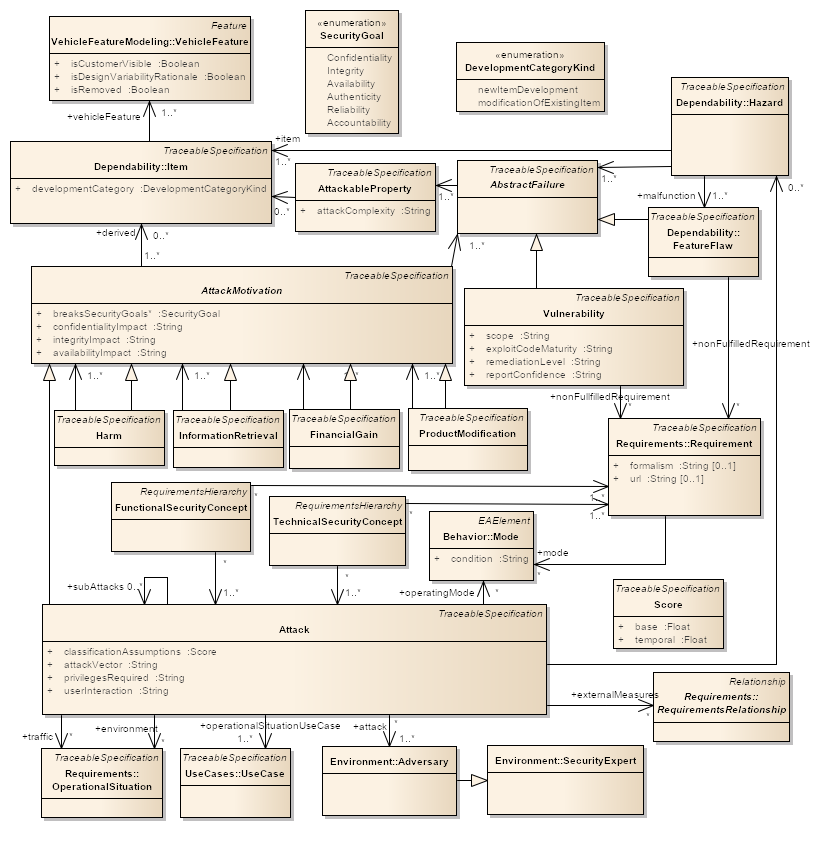 Feature
VehicleFeatureModeling::VehicleFeature
+ isCustomerVisible :Boolean
+ isDesignVariabilityRationale :Boolean
+ isRemoved :Boolean
«enumeration»
SecurityGoal
Confidentiality
Integrity
Availability
Authenticity
Reliability
Accountability
«enumeration»
DevelopmentCategoryKind
newItemDevelopment
modificationOfExistingItem
TraceableSpecification
Dependability::Hazard
+vehicleFeature 1..*
TraceableSpecification
Dependability::Item
+ developmentCategory :DevelopmentCategoryKind
+item
1..*
0..*
TraceableSpecification
AttackableProperty
+ attackComplexity :String
1..*
TraceableSpecification
AbstractFailure
1..*
+malfunction 1..*
0..*
TraceableSpecification
Dependability::
FeatureFlaw
+derived 0..*
1..*
1..*
TraceableSpecification
AttackMotivation
+ breaksSecurityGoals* :SecurityGoal
+ confidentialityImpact :String
+ integrityImpact :String
+ availabilityImpact :String
TraceableSpecification
Vulnerability
+ scope :String
+ exploitCodeMaturity :String
+ remediationLevel :String
+ reportConfidence :String
+nonFulfilledRequirement
+nonFullfilledRequirement
1..*
1..*
1..*
TraceableSpecification
Harm
TraceableSpecification
InformationRetrieval
TraceableSpecification
FinancialGain
TraceableSpecification
ProductModification
TraceableSpecification
Requirements::Requirement
+ formalism :String [0..1]
+ url :String [0..1]
RequirementsHierarchy
FunctionalSecurityConcept
*
1..*
RequirementsHierarchy
TechnicalSecurityConcept
*
1..*
EAElement
Behavior::Mode
+ condition :String
+mode
*
TraceableSpecification
Score
+ base :Float
+ temporal :Float
+subAttacks 0..*
*
1..*
*
1..*
+operatingMode *
TraceableSpecification
Attack
+ classificationAssumptions :Score
+ attackVector :String
+ privilegesRequired :String
+ userInteraction :String
+externalMeasures
*
Relationship
Requirements::
RequirementsRelationship
+traffic *
+environment
*
+operationalSituationUseCase
1..*
+attack *
1..*
TraceableSpecification
Requirements::
OperationalSituation
TraceableSpecification
UseCases::UseCase
Environment::Adversary
Environment::SecurityExpert